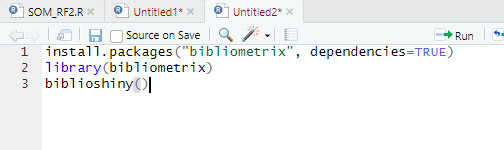 SOM_RF2.R Untitled1* Untitled2*
Source on Save Run
1 install.packages("bibliometrix", dependencies=TRUE)
2 library(bibliometrix)
3 biblioshiny()